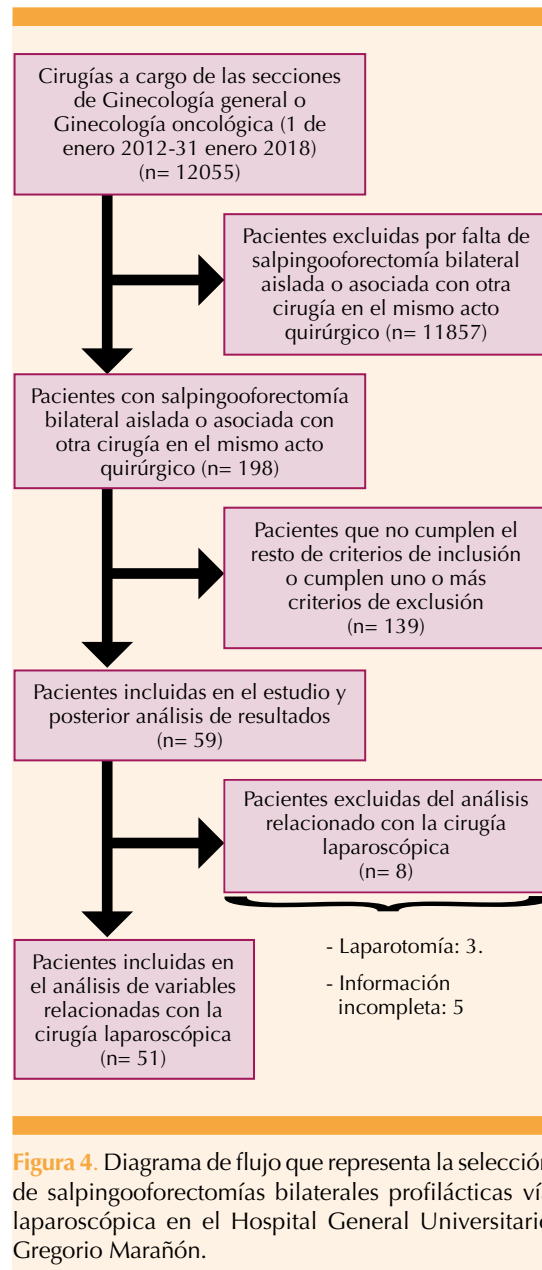 Cirugías a cargo de las secciones
de Ginecología general o
Ginecología oncológica (1 de
enero 2012-31 enero 2018)
(n= 12055)
Pacientes excluidas por falta de
salpingooforectomía bilateral
aislada o asociada con otra
cirugía en el mismo acto
quirúrgico (n= 11857)
Pacientes con salpingooforectomía
bilateral aislada o asociada con
otra cirugía en el mismo acto
quirúrgico (n= 198)
Pacientes que no cumplen el
resto de criterios de inclusión
o cumplen uno o más
criterios de exclusión
(n= 139)
Pacientes incluidas en el estudio y
posterior análisis de resultados
(n= 59)
Pacientes excluidas del análisis
relacionado con la cirugía
laparoscópica
(n= 8)
- Laparotomía: 3.
- Información
incompleta: 5
Pacientes incluidas en
el análisis de variables
relacionadas con la
cirugía laparoscópica
(n= 51)
Figura 4. Diagrama de flujo que representa la selección
de salpingooforectomías bilaterales profilácticas ví
laparoscópica en el Hospital General Universitario
Gregorio Marañón.